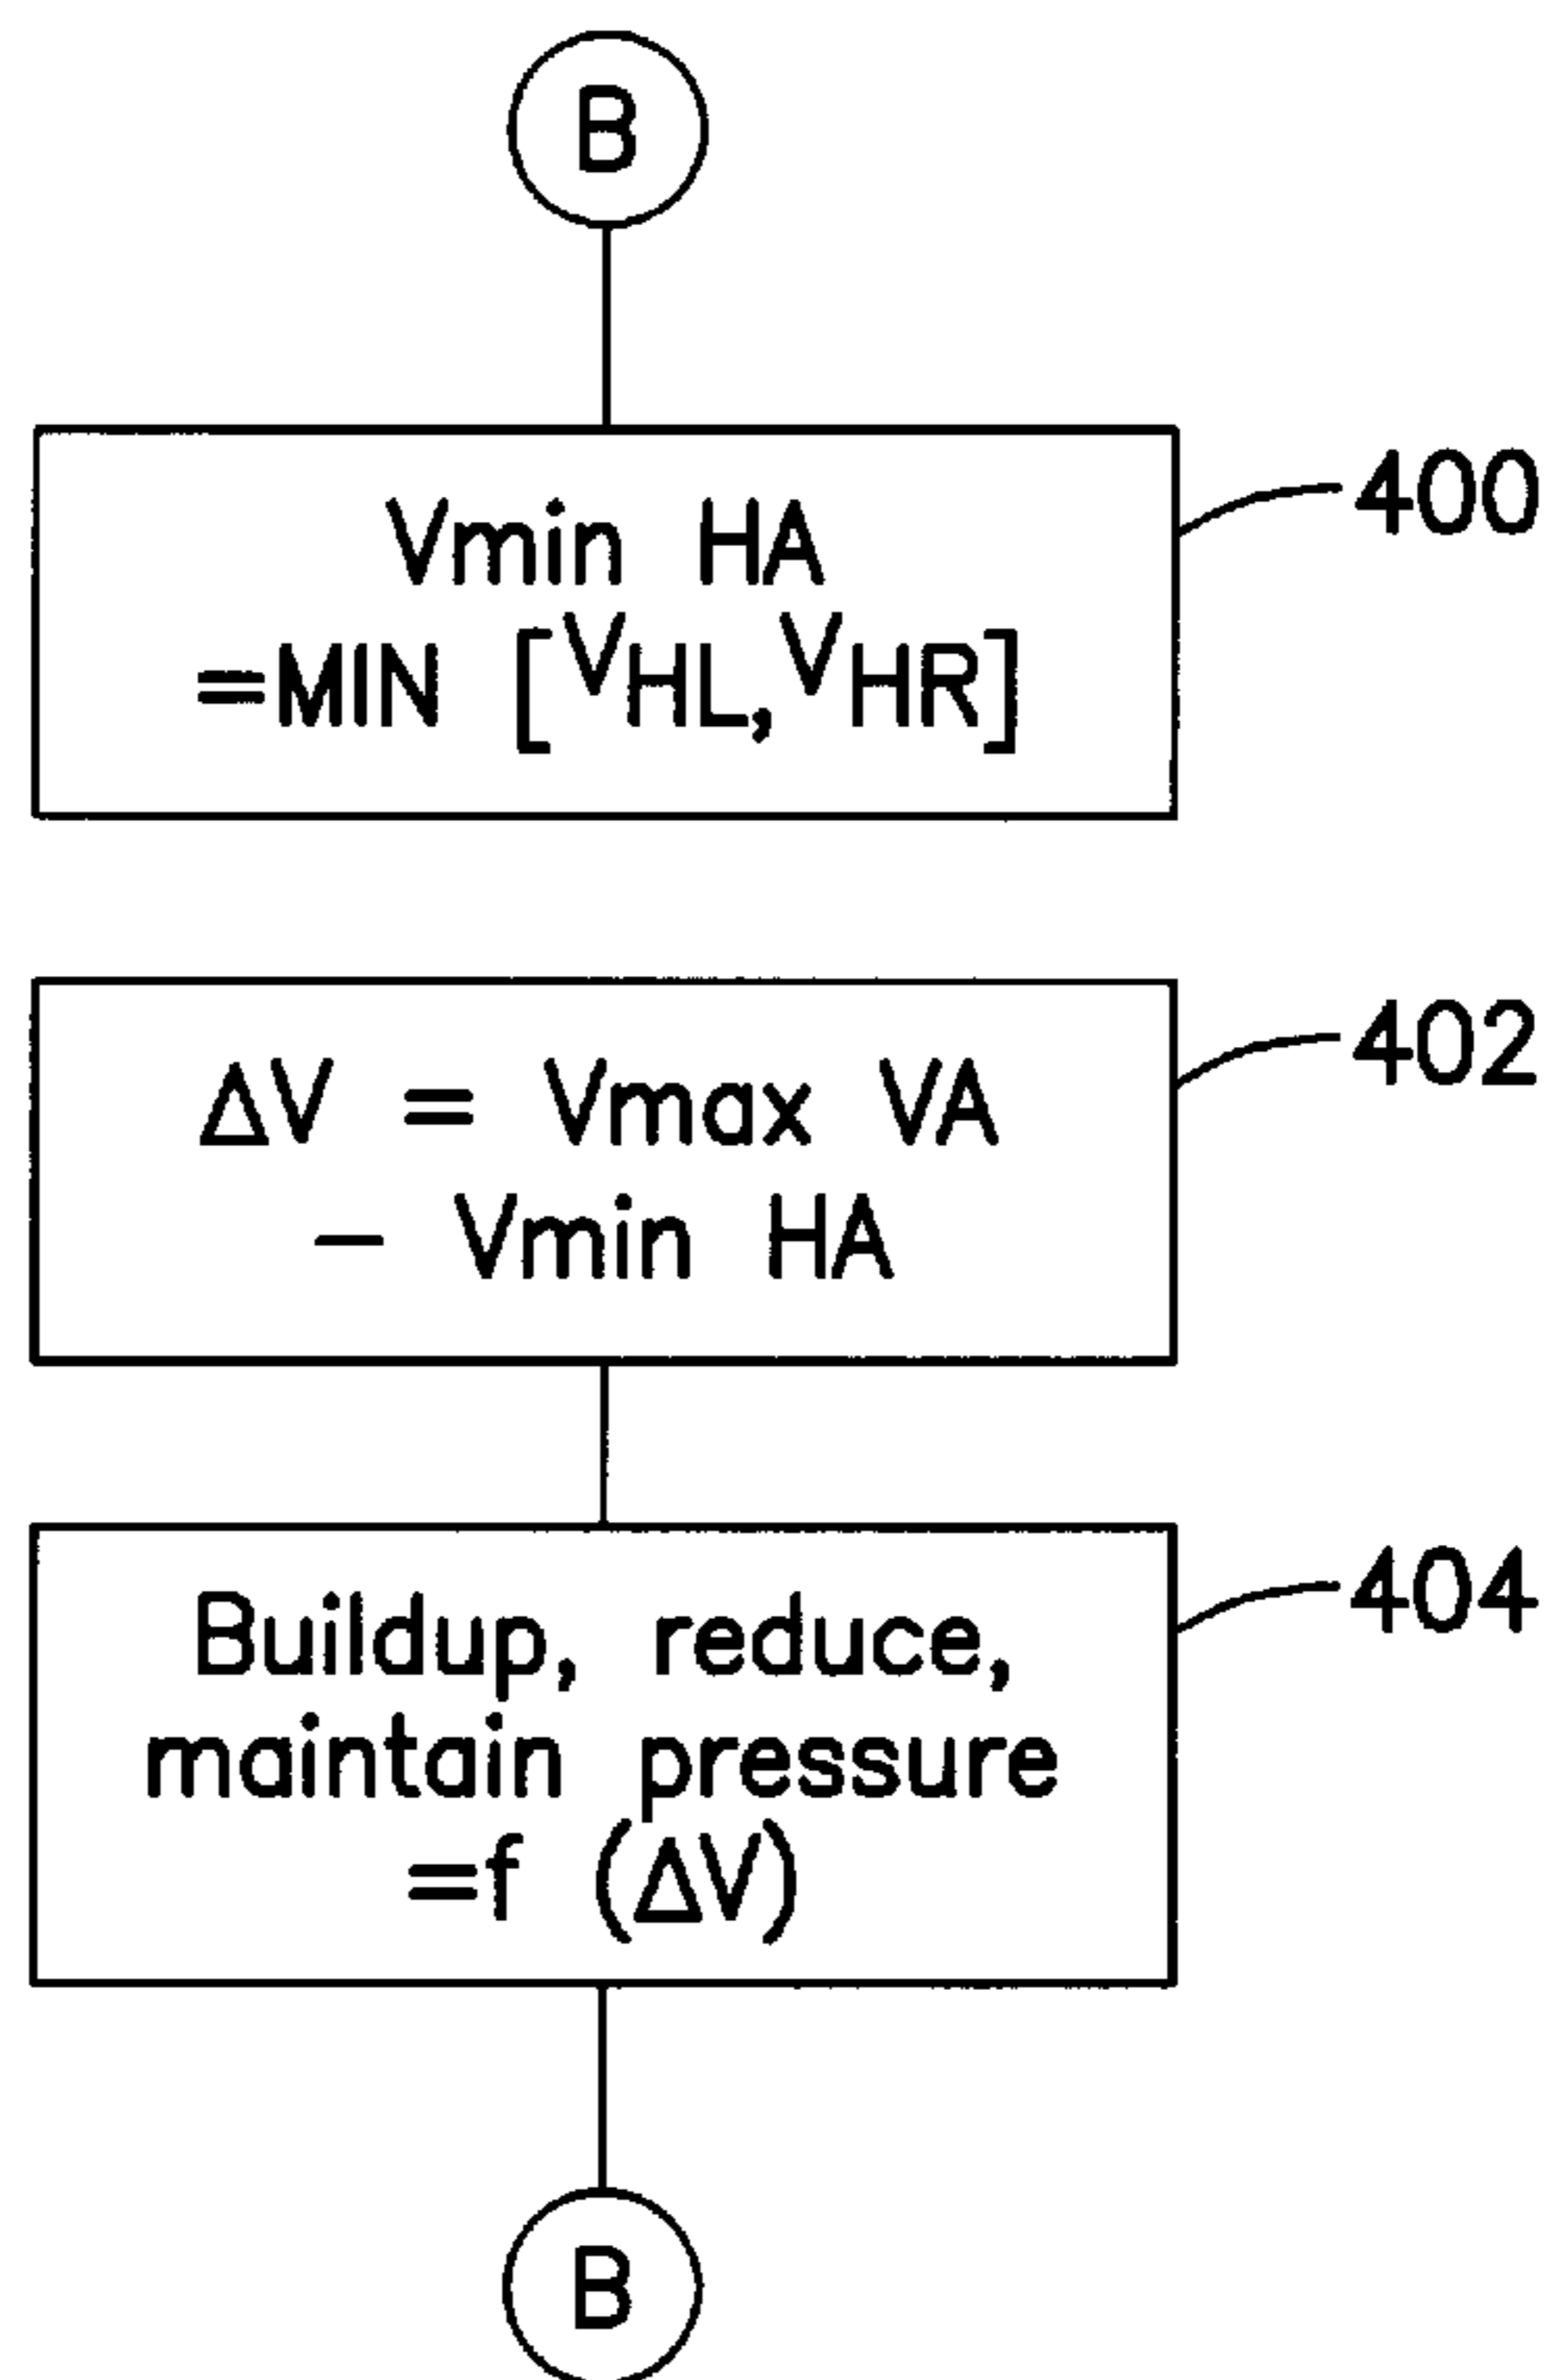 B
Vmin HA
=MIN [VHL,VHR]
400
ΔV = Vmax VA
- Vmin HA
402
Buildup, reduce,
maintain pressure
=f (ΔV)
404
B